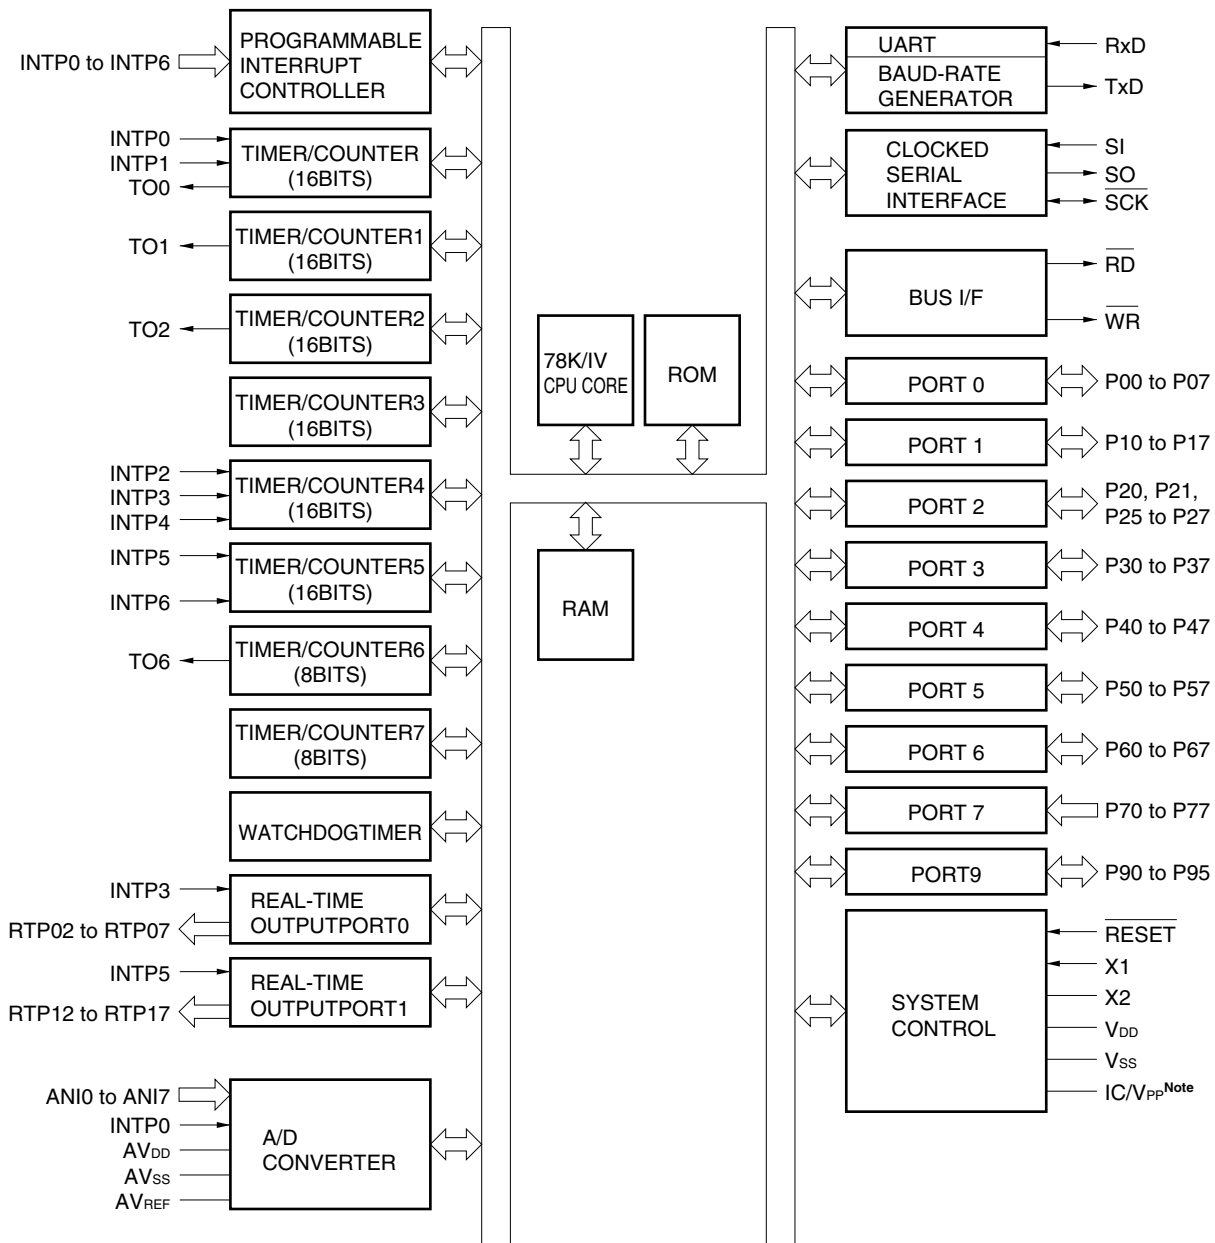 INTP0 to INTP6
PROGRAMMABLE
INTERRUPT
CONTROLLER
INTP0
INTP1
TO0
TIMER/COUNTER
(16BITS)
TO1
TIMER/COUNTER1
(16BITS)
TO2
TIMER/COUNTER2
(16BITS)
TIMER/COUNTER3
(16BITS)
INTP2
INTP3
INTP4
TIMER/COUNTER4
(16BITS)
INTP5
INTP6
TIMER/COUNTER5
(16BITS)
TO6
TIMER/COUNTER6
(8BITS)
TIMER/COUNTER7
(8BITS)
WATCHDOGTIMER
INTP3
RTP02 to RTP07
REAL-TIME
OUTPUTPORT0
INTP5
RTP12 to RTP17
REAL-TIME
OUTPUTPORT1
ANI0 to ANI7
INTP0
AVDD
AVSS
AVREF
A/D
CONVERTER
78K/IV
CPU CORE
ROM
RAM
UART
BAUD-RATE
GENERATOR
RxD
TxD
CLOCKED
SERIAL
INTERFACE
SI
SO
SCK
BUS I/F
RD
WR
PORT 0
P00 to P07
PORT 1
P10 to P17
PORT 2
P20, P21,
P25 to P27
PORT 3
P30 to P37
PORT 4
P40 to P47
PORT 5
P50 to P57
PORT 6
P60 to P67
PORT 7
P70 to P77
PORT9
P90 to P95
SYSTEM
CONTROL
RESET
X1
X2
VDD
VSS
IC/VPPNote